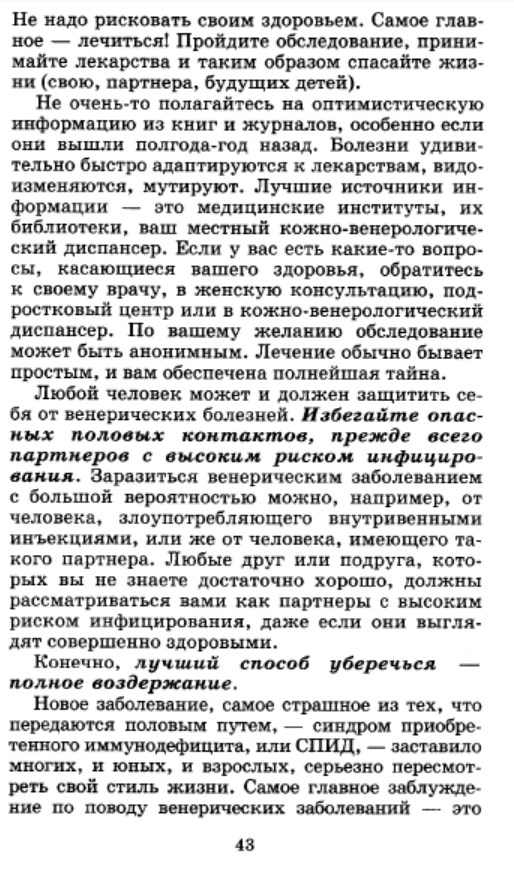 Не надо рисковать своим здоровьем. Самое глав-
ное — лечиться! Пройдите обследование, прини-
майте лекарства и таким образом спасайте жиз-
ни (свою, партнера, будущих детей).
Не очень-то полагайтесь на оптимистическую
информацию из книг и журналов, особенно если
они вышли полгода-год назад. Болезни удиви-
тельно быстро адаптируются к лекарствам, видо-
изменяются, мутируют. Лучшие источники ин-
формации — это медицинские институты, их
библиотеки, ваш местный кожно-венерологиче-
ский диспансер. Если у вас есть какие-то вопро-
сы, касающиеся вашего здоровья, обратитесь
к своему врачу, в женскую консультацию, под-
ростковый центр или в кожно-венерологический
диспансер. По вашему желанию обследование
может быть анонимным. Лечение обычно бывает
простым, и вам обеспечена полнейшая тайна.
Любой человек может и должен защитить се-
бя от венерических болезней. Избегайте опас-
ных половых контактов, прежде всего
партнеров с высоким риском инфициро-
вания. Заразиться венерическим заболеванием
с большой вероятностью можно, например, от
человека, злоупотребляющего внутривенными
инъекциями, или же от человека, имеющего та-
кого партнера. Любые друг или подруга, кото-
рых вы не знаете достаточно хорошо, должны
рассматриваться вами как партнеры с высоким
риском инфицирования, даже если они выгля-
дят совершенно здоровыми.
Конечно, лучший способ уберечься —
полное воздержание.
Новое заболевание, самое страшное из тех, что
передаются половым путем, — синдром приобре-
тенного иммунодефицита, или СПИД, — заставило
многих, и юных, и взрослых, серьезно пересмот-
реть свой стиль жизни. Самое главное заблужде-
ние по поводу венерических заболеваний — это
43